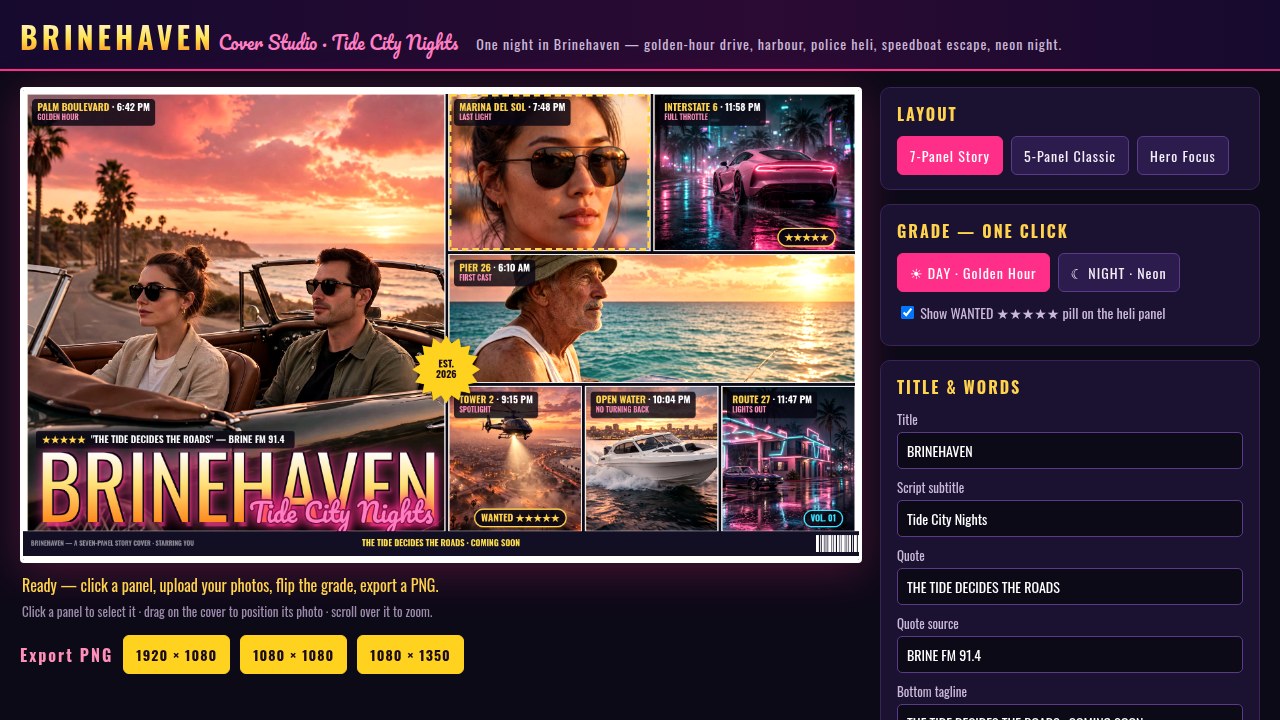 BRINEHAVEN Cover Studio · Tide City Nights One night in Brinehaven — golden-hour drive, harbour, police heli, speedboat escape, neon night.
PALM BOULEVARD · 6:42 PM
GOLDEN HOUR
MARINA DEL SOL · 7:48 PM
LAST LIGHT
INTERSTATE 6 · 11:58 PM
FULL THROTTLE
★★★★★
PIER 26 · 6:10 AM
FIRST CAST
EST.
2026
TOWER 2 · 9:15 PM
SPOTLIGHT
OPEN WATER · 10:04 PM
NO TURNING BACK
ROUTE 27 · 11:47 PM
LIGHTS OUT
★★★★★ "THE TIDE DECIDES THE ROADS" — BRINE FM 91.4
BRINEHAVEN
Tide City Nights
WANTED ★★★★★
VOL. 01
BRINEHAVEN — A SEVEN-PANEL STORY COVER · STARRING YOU
THE TIDE DECIDES THE ROADS · COMING SOON
Ready — click a panel, upload your photos, flip the grade, export a PNG.
Click a panel to select it · drag on the cover to position its photo · scroll over it to zoom.
Export PNG 1920 × 1080 1080 × 1080 1080 × 1350
LAYOUT
7-Panel Story 5-Panel Classic Hero Focus
GRADE — ONE CLICK
☀ DAY · Golden Hour ☾ NIGHT · Neon
Show WANTED ★★★★★ pill on the heli panel
TITLE & WORDS
Title
BRINEHAVEN
Script subtitle
Tide City Nights
Quote
THE TIDE DECIDES THE ROADS
Quote source
BRINE FM 91.4
Bottom tagline
THE TIDE DECIDES THE ROADS · COMING SOON